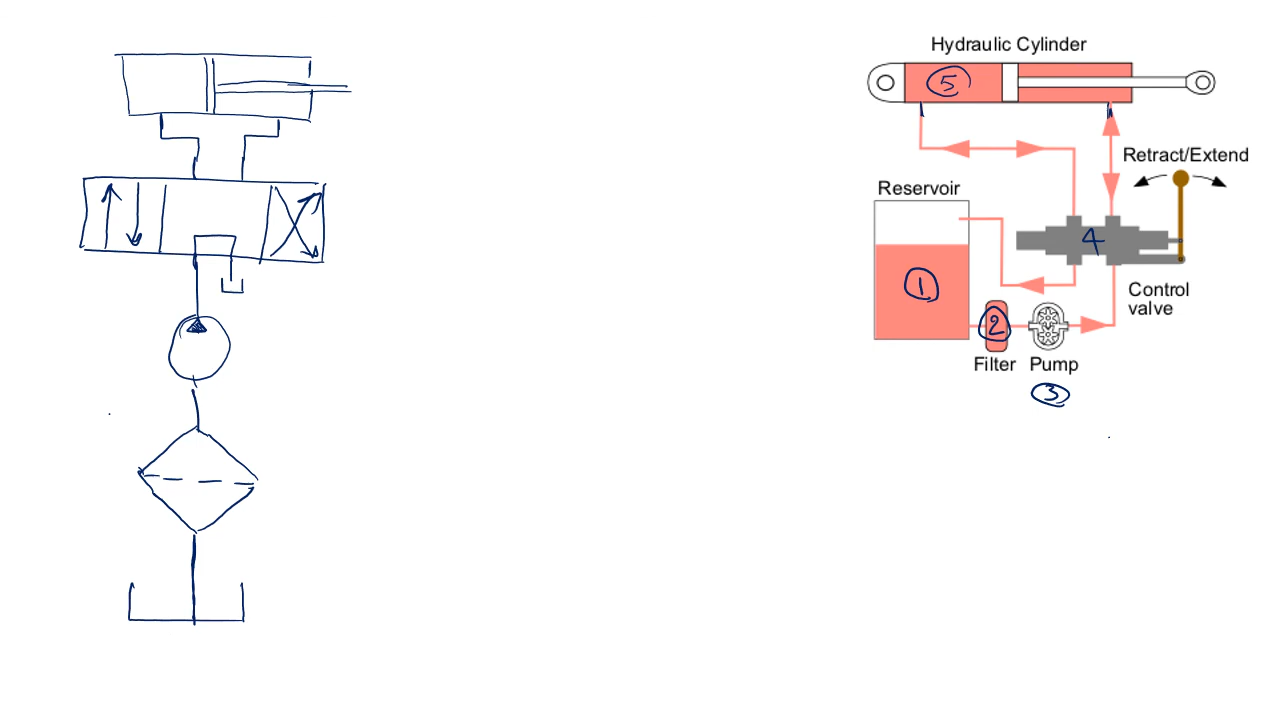 Hydraulic Cylinder
5
Retract/Extend
Reservoir
4
1
Control
valve
2
Filter
Pump
3